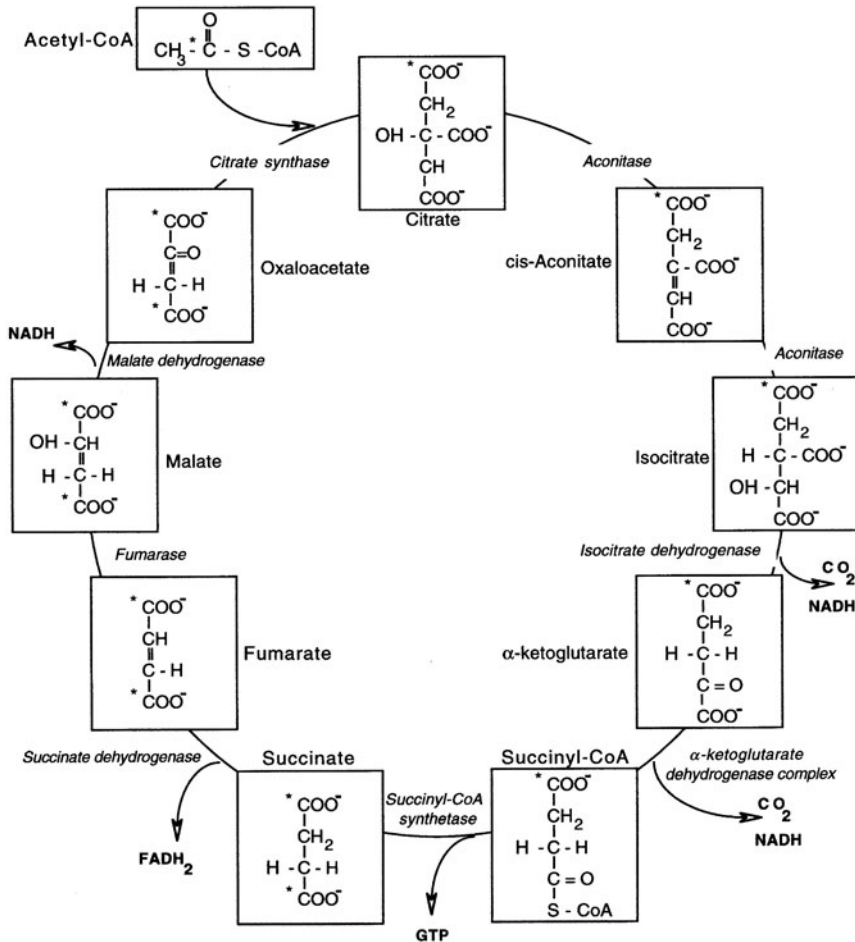 Acetyl-CoA
O
CH3 - *C - S - CoA
*COO-
CH2
OH - C - COO-
CH
COO-
Citrate
Citrate synthase
Aconitase
*COO-
C=O
H - C - H
*COO-
Oxaloacetate
cis-Aconitate
*COO-
CH2
C - COO-
CH
COO-
NADH
Malate dehydrogenase
Aconitase
*COO-
OH - CH
H - C - H
*COO-
Malate
Isocitrate
*COO-
CH2
H - C - COO-
OH - CH
COO-
Fumarase
Isocitrate dehydrogenase
CO2
NADH
*COO-
CH
C - H
*COO-
Fumarate
α-ketoglutarate
*COO-
CH2
H - C - H
C = O
COO-
Succinate dehydrogenase
Succinate
Succinyl-CoA
α-ketoglutarate
dehydrogenase complex
Succinyl-CoA
synthetase
*COO-
CH2
H - C - H
*COO-
*COO-
CH2
H - C - H
C = O
S - CoA
CO2
NADH
FADH2
GTP